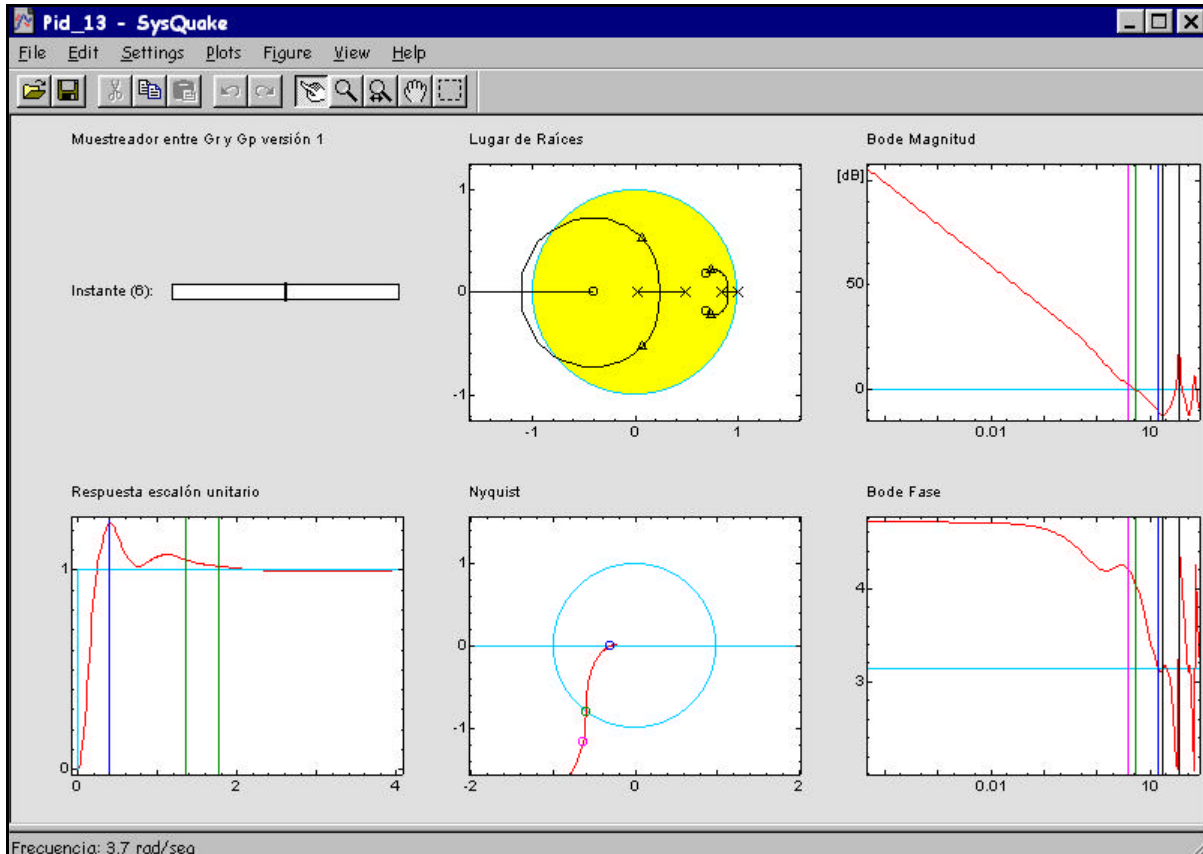 Pid_13 - SysQuake
File Edit Settings Plots Figure View Help
Muestreador entre Gr y Gp versión 1
Instante (6):
Lugar de Raíces
1
0
-1
-1 0 1
Bode Magnitud
[dB]
50
0
0.01 10
Respuesta escalón unitario
1
0
0 2 4
Nyquist
1
0
-1
-2 0 2
Bode Fase
4
3
0.01 10
Frecuencia: 3.7 rad/seg